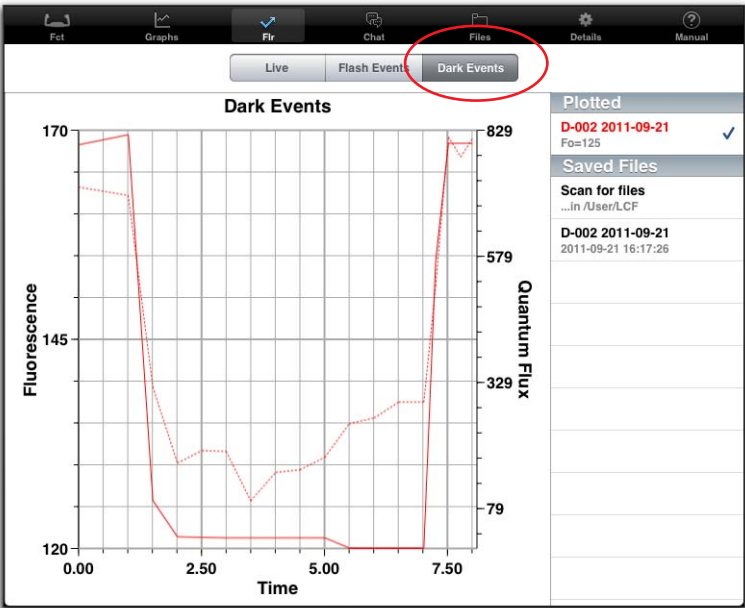 Fct Graphs Flr Chat Files Details Manual
Live Flash Events Dark Events
Dark Events
170
145
120
Fluorescence
829
579
329
79
Quantum Flux
0.00 2.50 5.00 7.50
Time
Plotted
D-002 2011-09-21
Fo=125
Saved Files
Scan for files
...in /User/LCF
D-002 2011-09-21
2011-09-21 16:17:26